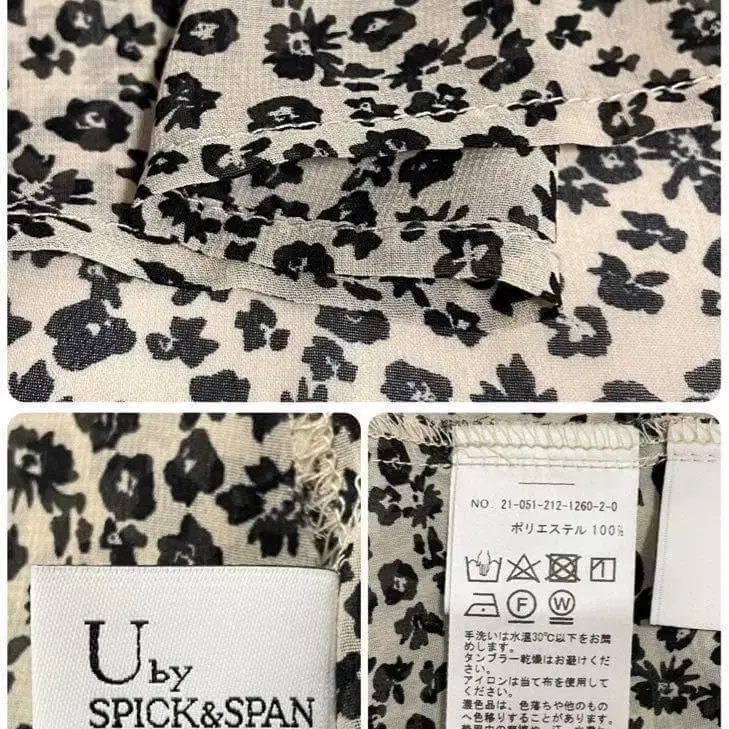 U by
SPICK&SPAN
NO. 21-051-212-1260-2-0
ポリエステル 100%
F
W
手洗いは水温30℃以下をお薦
めします。
タンブラー乾燥はお避けくださ
い。
アイロンは当て布を使用して
ください。
濃色品は、色落ちや他のもの
へ色移りすることがあります。